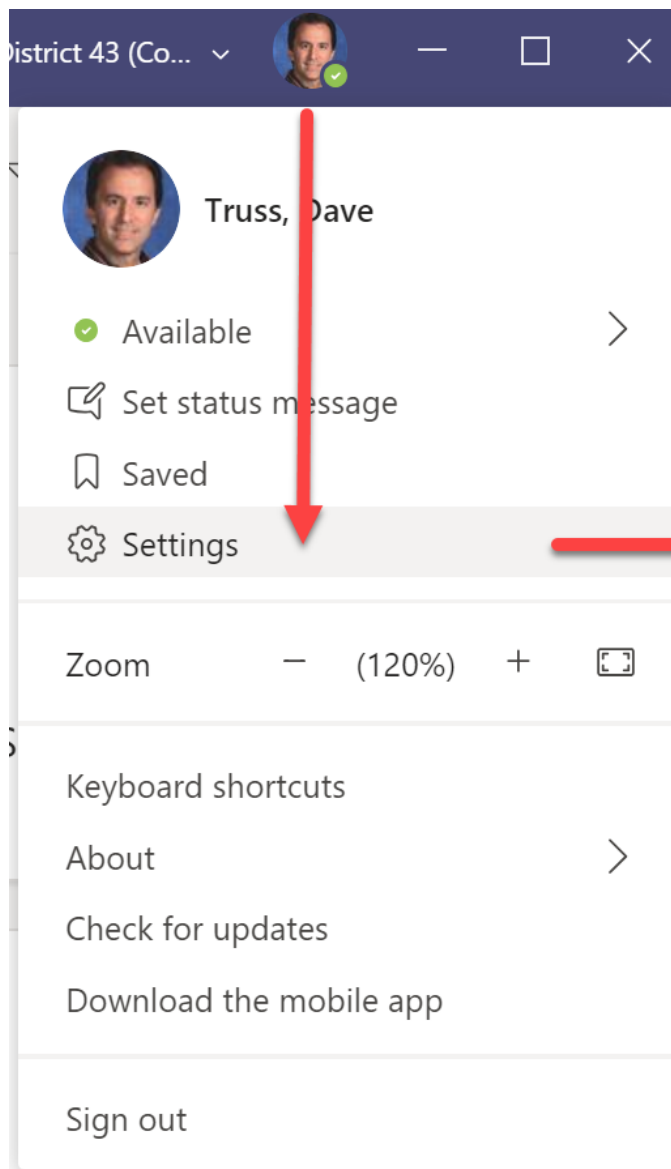 District 43 (Co...
Truss, Dave
Available
Set status message
Saved
Settings
Zoom − (120%) +
Keyboard shortcuts
About
Check for updates
Download the mobile app
Sign out